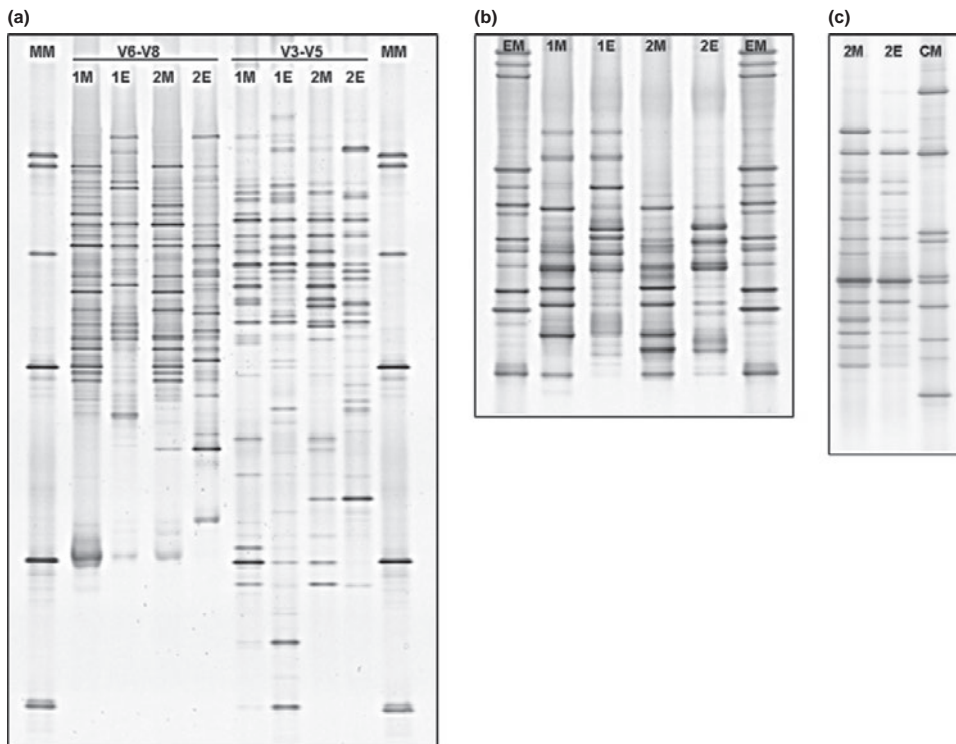 (a)
MM V6-V8 V3-V5 MM
1M 1E 2M 2E 1M 1E 2M 2E
(b)
EM 1M 1E 2M 2E EM
(c)
2M 2E CM